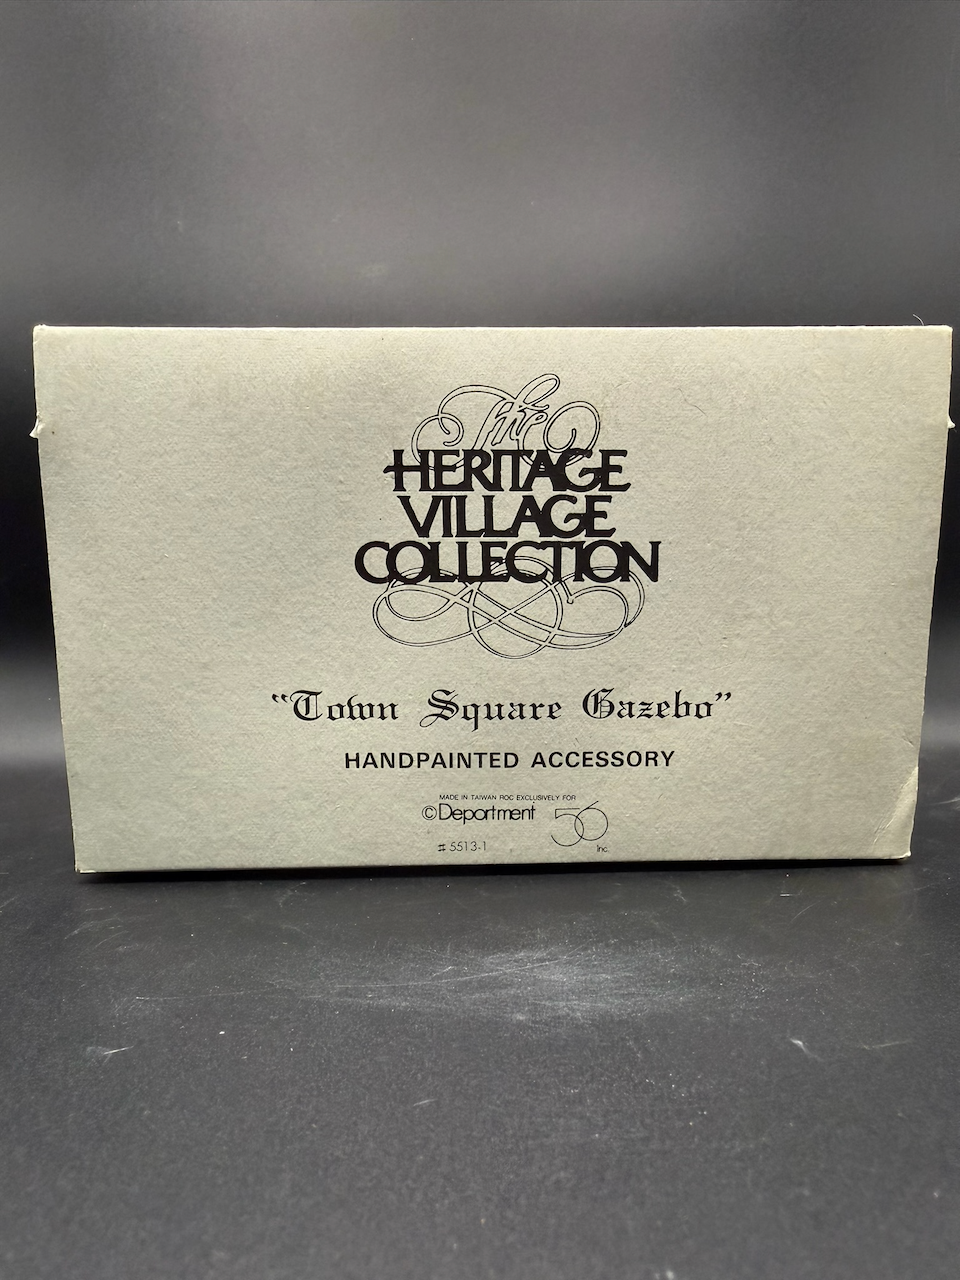 The
HERITAGE
VILLAGE
COLLECTION
“Town Square Gazebo”
HANDPAINTED ACCESSORY
MADE IN TAIWAN ROC EXCLUSIVELY FOR
©Department 56
# 5513-1 Inc.